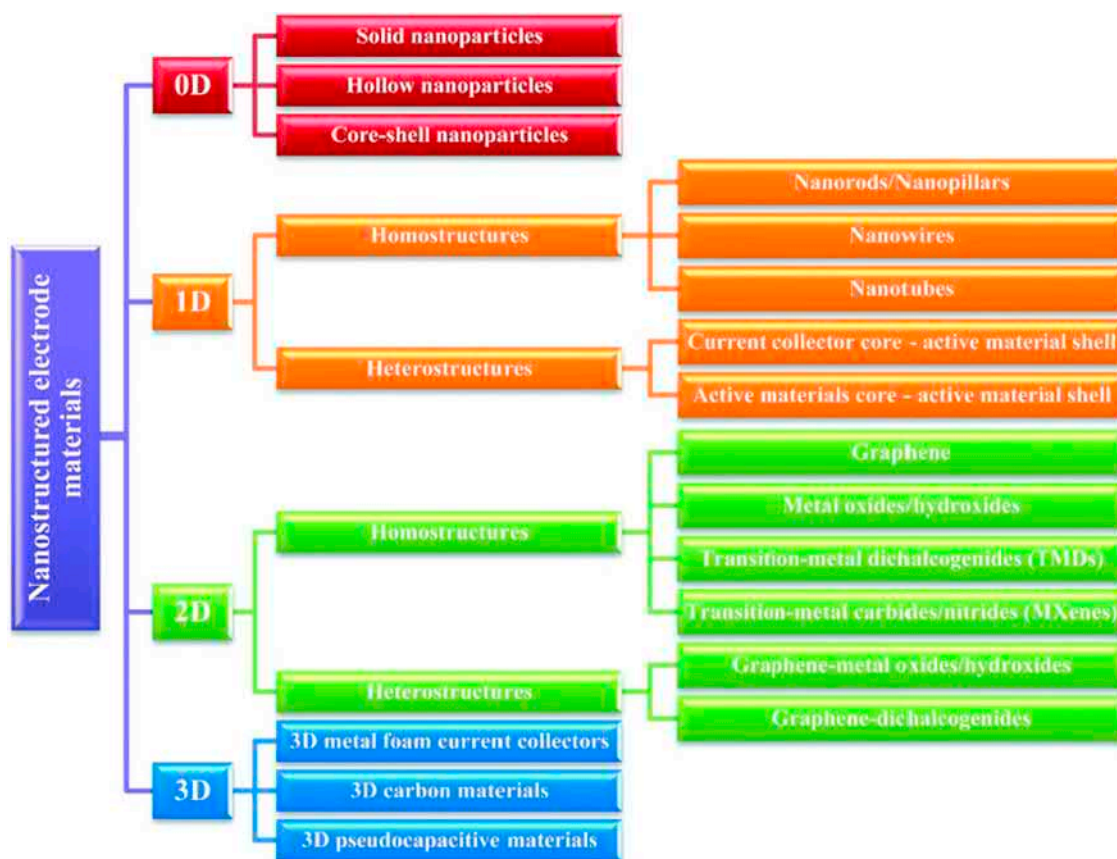 Nanostructured electrode
materials
0D
Solid nanoparticles
Hollow nanoparticles
Core-shell nanoparticles
1D
Homostructures
Nanorods/Nanopillars
Nanowires
Nanotubes
Heterostructures
Current collector core - active material shell
Active materials core - active material shell
2D
Homostructures
Graphene
Metal oxides/hydroxides
Transition-metal dichalcogenides (TMDs)
Transition-metal carbides/nitrides (MXenes)
Heterostructures
Graphene-metal oxides/hydroxides
Graphene-dichalcogenides
3D
3D metal foam current collectors
3D carbon materials
3D pseudocapacitive materials